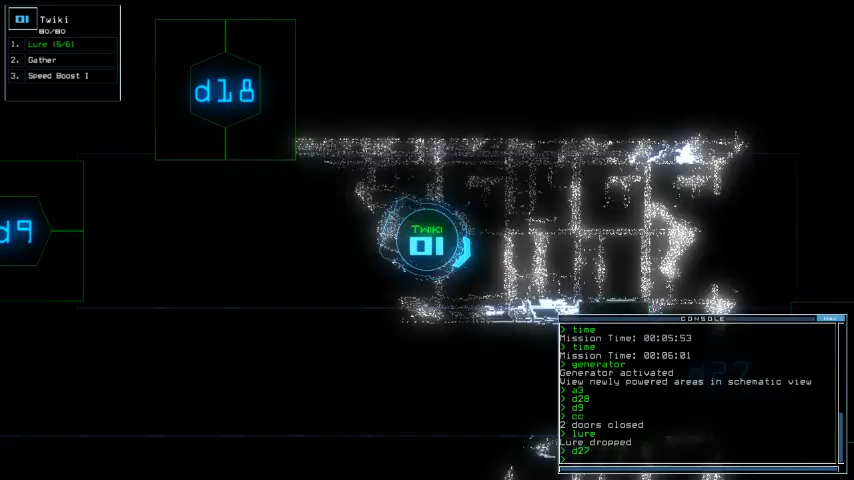 01 Twiki
80/80
1. Lure (5/6)
2. Gather
3. Speed Boost 1
d18
d9
TWIKI
01
d27
CONSOLE
> time
Mission Time: 00:05:53
> time
Mission Time: 00:06:01
> generator
Generator activated
View newly powered areas in schematic view
> a3
> d28
> d9
> cc
2 doors closed
> lure
Lure dropped
> d27
>